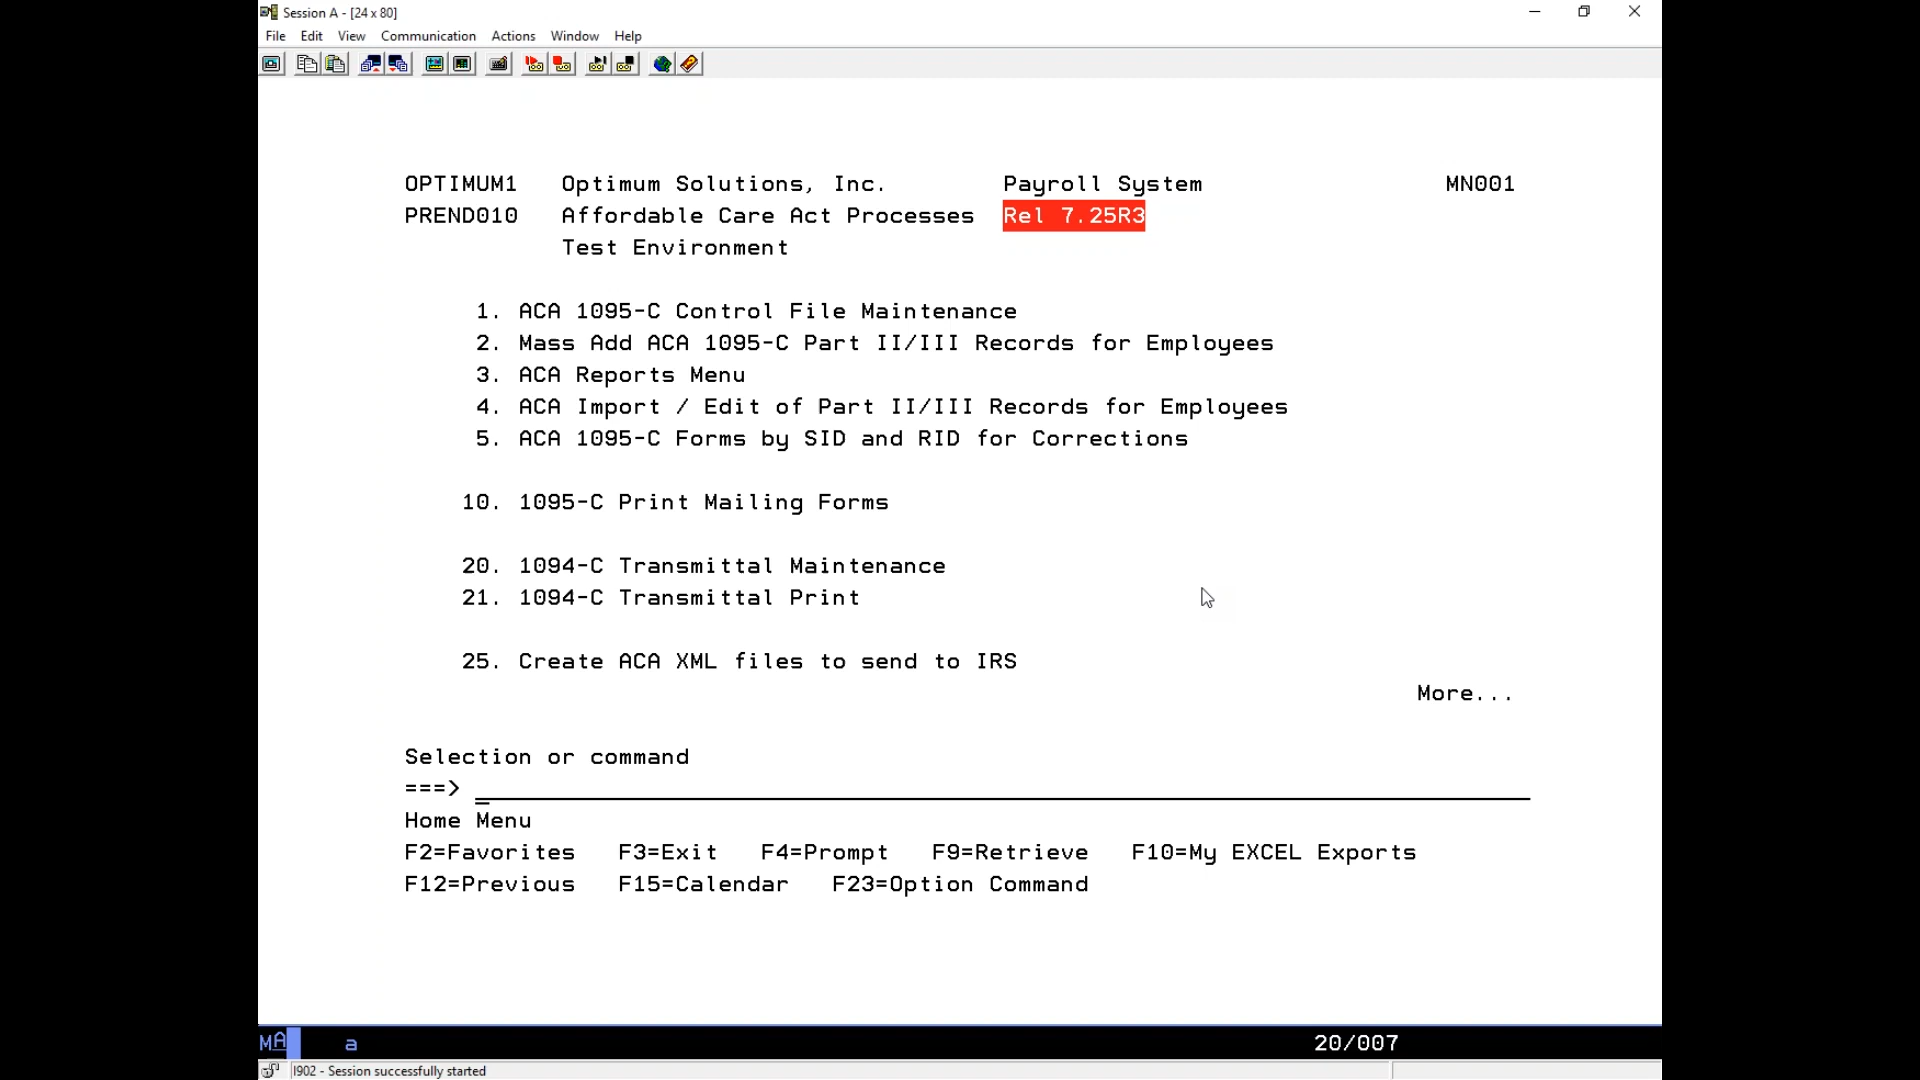 Session A - [24 x 80]
File Edit View Communication Actions Window Help
OPTIMUM1 Optimum Solutions, Inc. Payroll System MN001
PREND010 Affordable Care Act Processes Rel 7.25R3
Test Environment
1. ACA 1095-C Control File Maintenance
2. Mass Add ACA 1095-C Part II/III Records for Employees
3. ACA Reports Menu
4. ACA Import / Edit of Part II/III Records for Employees
5. ACA 1095-C Forms by SID and RID for Corrections
10. 1095-C Print Mailing Forms
20. 1094-C Transmittal Maintenance
21. 1094-C Transmittal Print
25. Create ACA XML files to send to IRS
More...
Selection or command
===>
Home Menu
F2=Favorites F3=Exit F4=Prompt F9=Retrieve F10=My EXCEL Exports
F12=Previous F15=Calendar F23=Option Command
MA a 20/007
I902 - Session successfully started